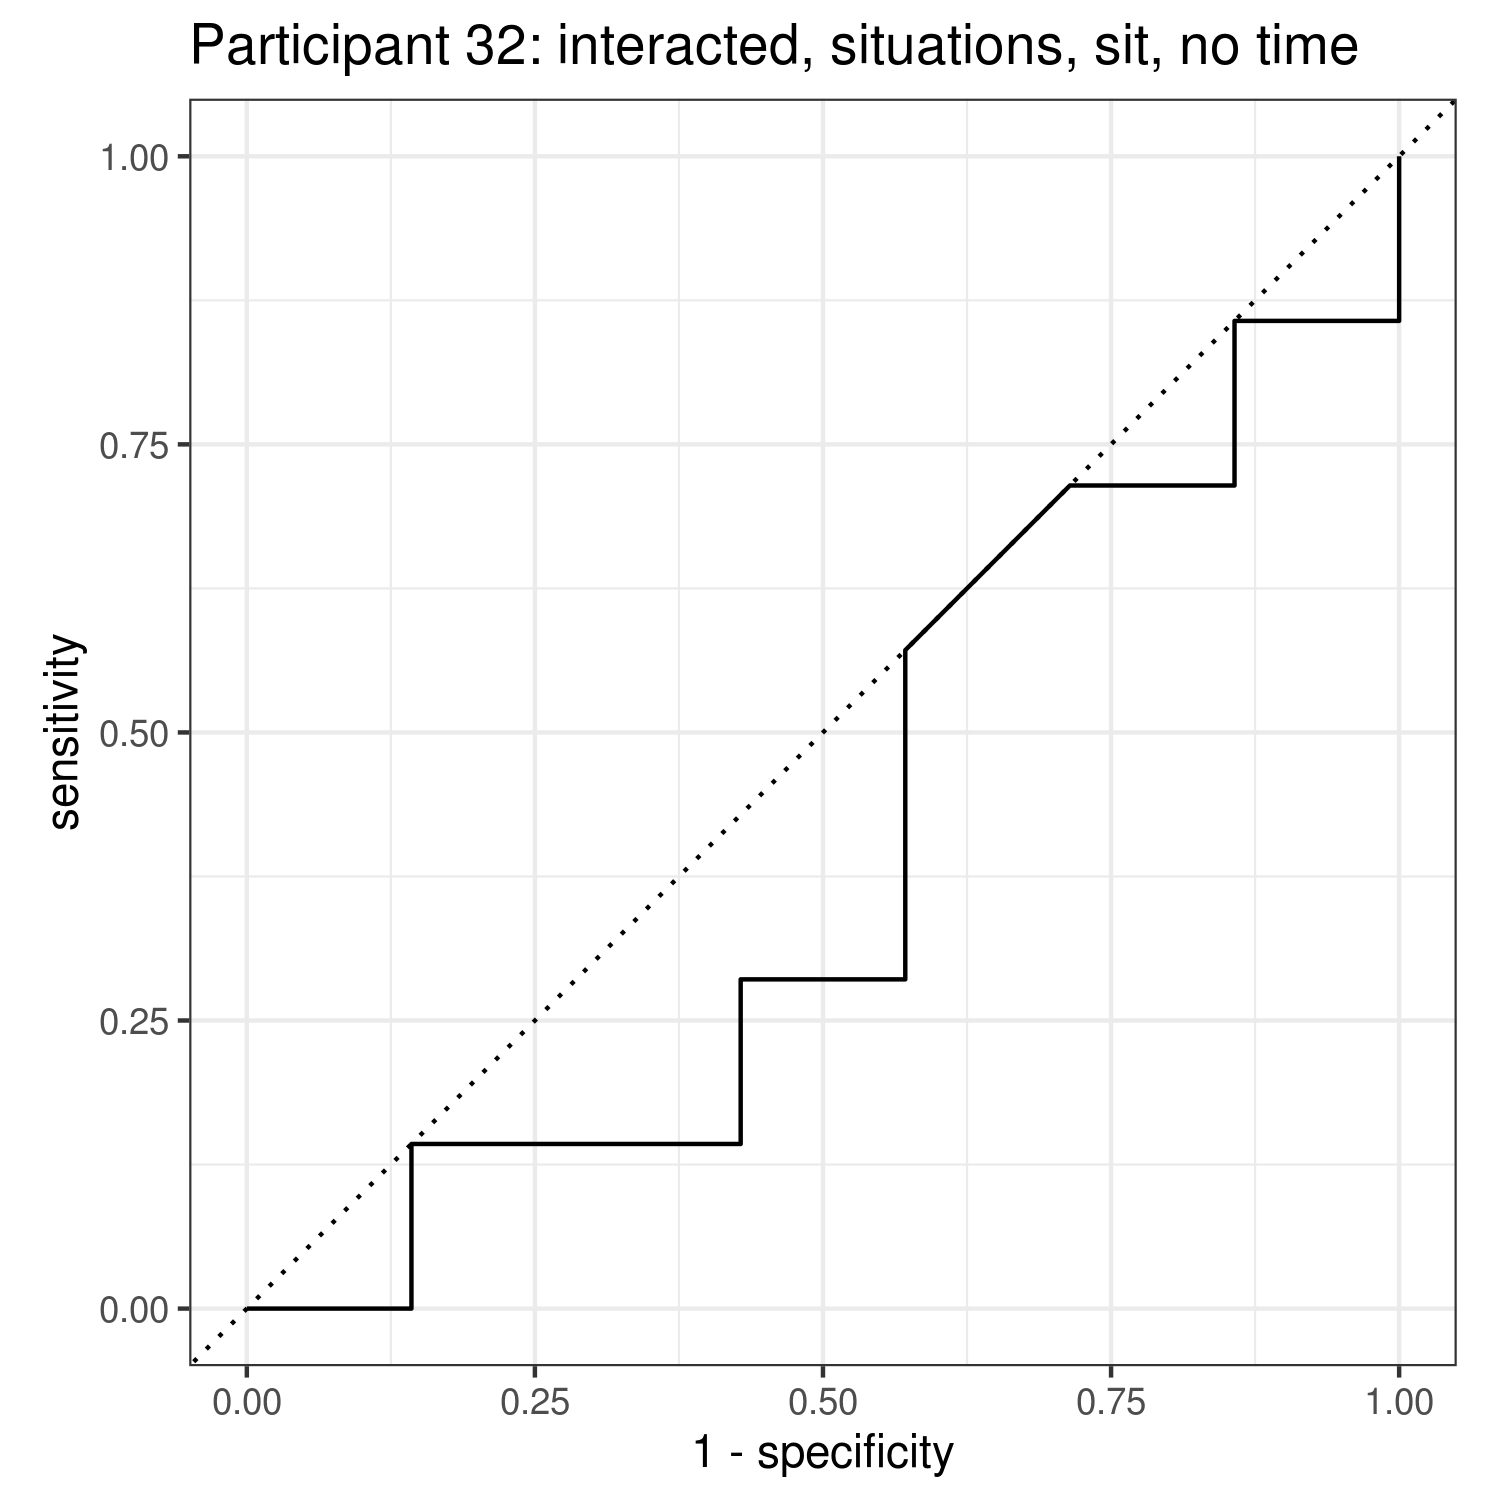 Participant 32: interacted, situations, sit, no time
1.00
0.75
0.50
0.25
0.00
sensitivity
0.00 0.25 0.50 0.75 1.00
1 - specificity